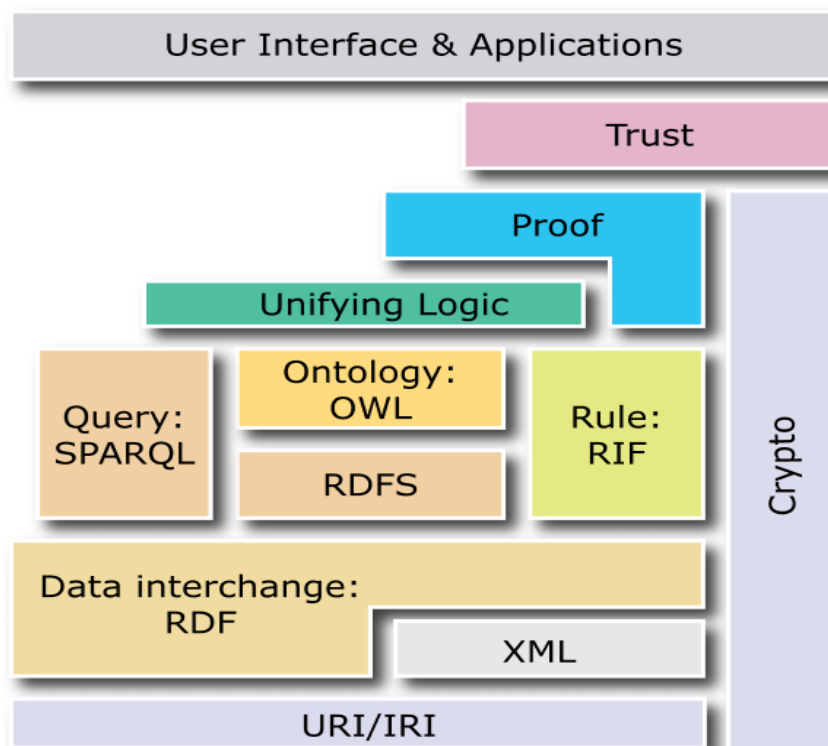 User Interface & Applications
Trust
Proof
Unifying Logic
Query:
SPARQL
Ontology:
OWL
RDFS
Rule:
RIF
Crypto
Data interchange:
RDF
XML
URI/IRI